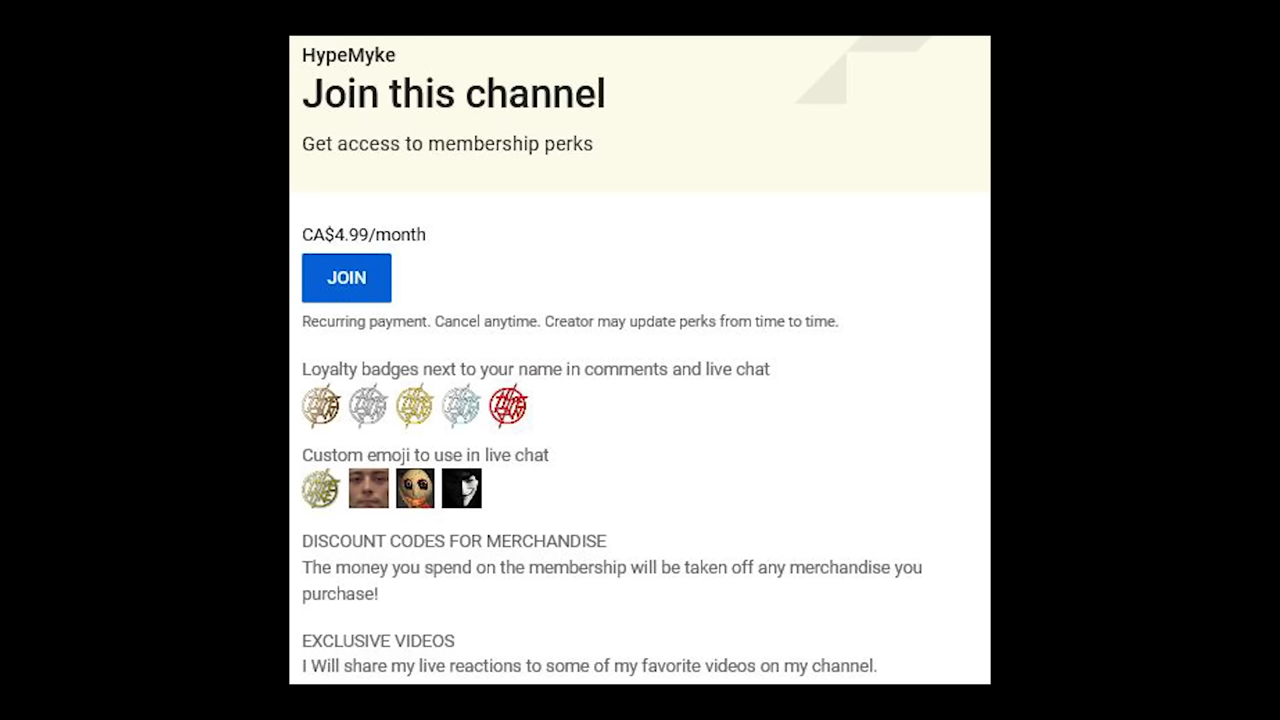 HypeMyke
Join this channel
Get access to membership perks
CA$4.99/month
JOIN
Recurring payment. Cancel anytime. Creator may update perks from time to time.
Loyalty badges next to your name in comments and live chat
Custom emoji to use in live chat
DISCOUNT CODES FOR MERCHANDISE
The money you spend on the membership will be taken off any merchandise you
purchase!
EXCLUSIVE VIDEOS
I Will share my live reactions to some of my favorite videos on my channel.